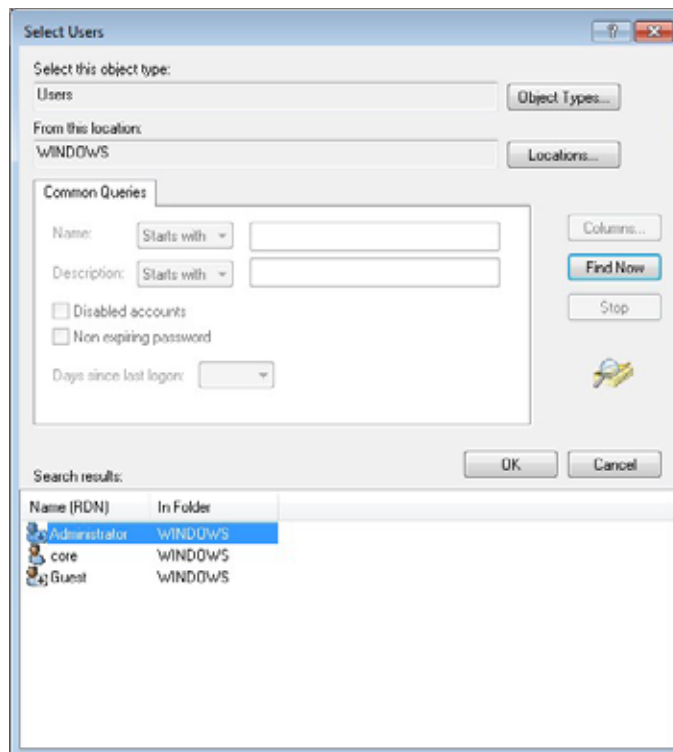 Select Users
Select this object type:
Users
Object Types...
From this location:
WINDOWS
Locations...
Common Queries
Name:
Starts with
Columns...
Description:
Starts with
Find Now
Disabled accounts
Stop
Non expiring password
Days since last logon:
OK
Cancel
Search results:
Name (RDN) In Folder
Administrator WINDOWS
core WINDOWS
Guest WINDOWS